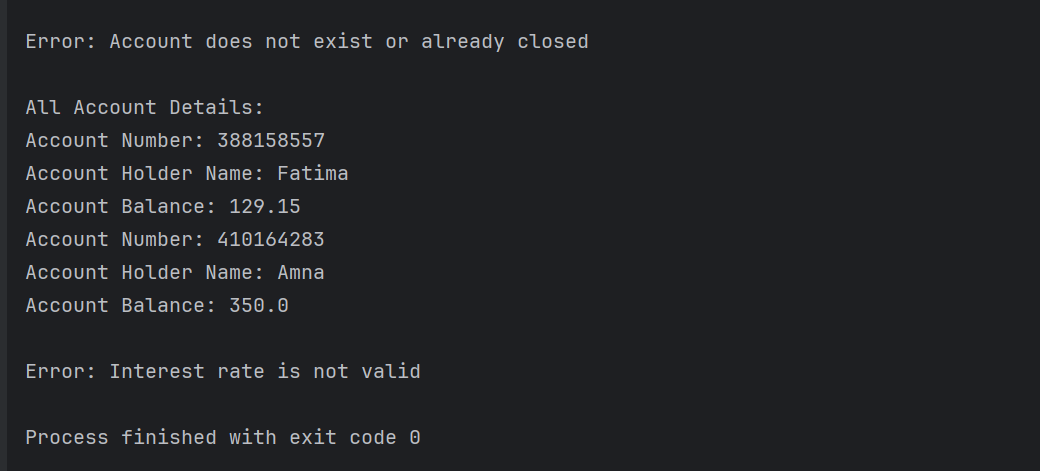 Error: Account does not exist or already closed
All Account Details:
Account Number: 388158557
Account Holder Name: Fatima
Account Balance: 129.15
Account Number: 410164283
Account Holder Name: Amna
Account Balance: 350.0
Error: Interest rate is not valid
Process finished with exit code 0